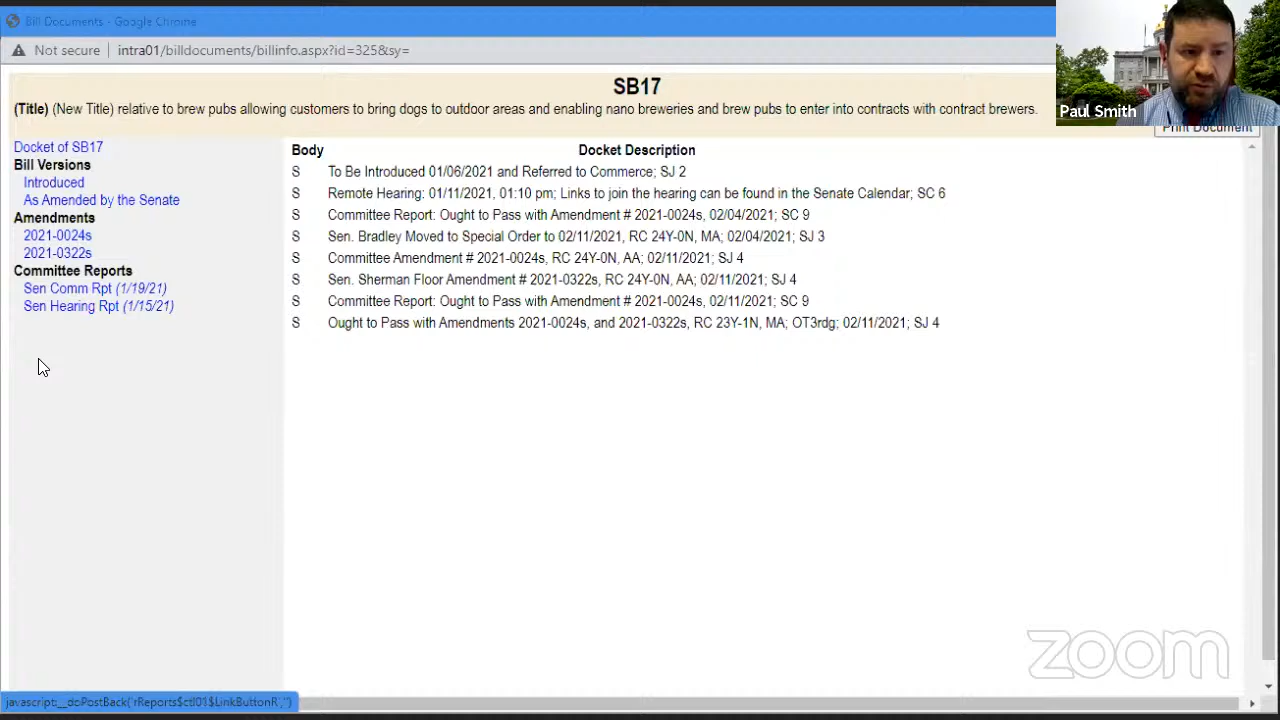 Bill Documents - Google Chrome
Not secure intra01/billdocuments/billinfo.aspx?id=325&sy=
SB17
(Title) (New Title) relative to brew pubs allowing customers to bring dogs to outdoor areas and enabling nano breweries and brew pubs to enter into contracts with contract brewers.
Paul Smith
Print Document
Docket of SB17
Bill Versions
Introduced
As Amended by the Senate
Amendments
2021-0024s
2021-0322s
Committee Reports
Sen Comm Rpt (1/19/21)
Sen Hearing Rpt (1/15/21)
Body Docket Description
S To Be Introduced 01/06/2021 and Referred to Commerce; SJ 2
S Remote Hearing: 01/11/2021, 01:10 pm; Links to join the hearing can be found in the Senate Calendar; SC 6
S Committee Report: Ought to Pass with Amendment # 2021-0024s, 02/04/2021; SC 9
S Sen. Bradley Moved to Special Order to 02/11/2021, RC 24Y-0N, MA; 02/04/2021; SJ 3
S Committee Amendment # 2021-0024s, RC 24Y-0N, AA; 02/11/2021; SJ 4
S Sen. Sherman Floor Amendment # 2021-0322s, RC 24Y-0N, AA; 02/11/2021; SJ 4
S Committee Report: Ought to Pass with Amendment # 2021-0024s, 02/11/2021; SC 9
S Ought to Pass with Amendments 2021-0024s, and 2021-0322s, RC 23Y-1N, MA; OT3rdg; 02/11/2021; SJ 4
zoom
javascript:__doPostBack('rReports$ctl01$LinkButtonR','')